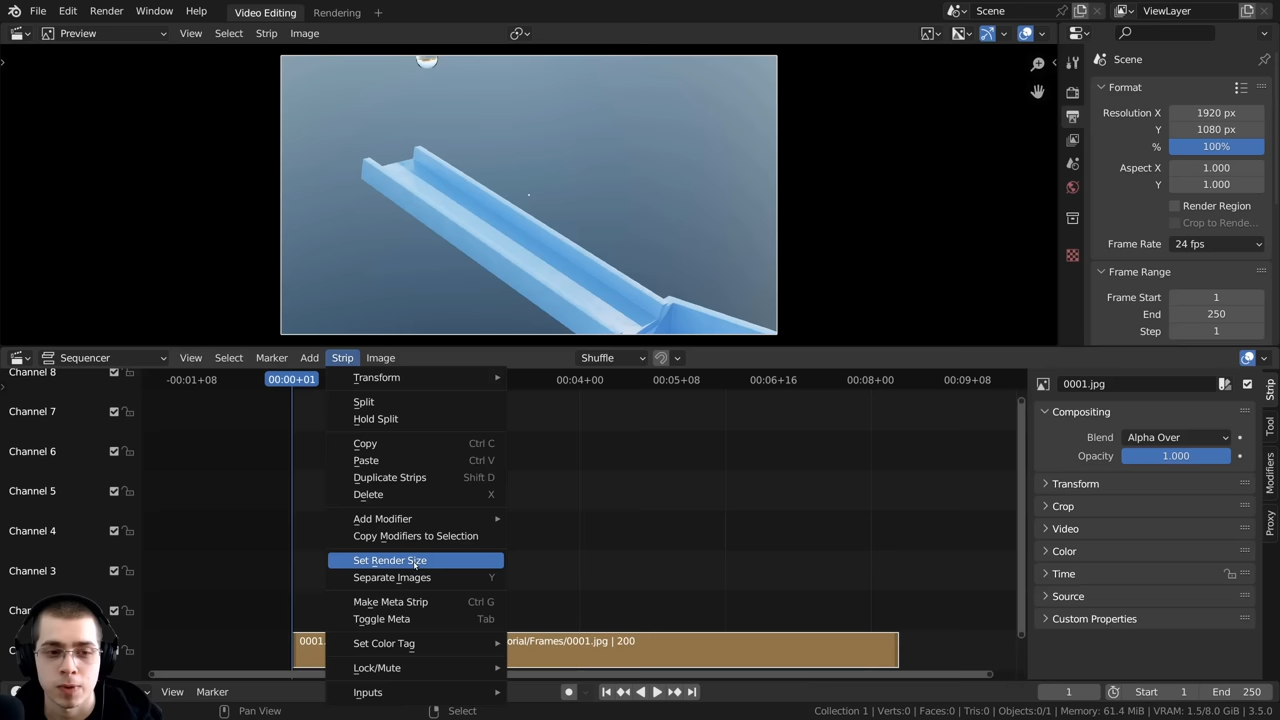 File Edit Render Window Help Video Editing Rendering + Scene ViewLayer
Preview View Select Strip Image
Scene
Format
Resolution X 1920 px
Y 1080 px
% 100%
Aspect X 1.000
Y 1.000
Render Region
Crop to Rende...
Frame Rate 24 fps
Frame Range
Frame Start 1
End 250
Step 1
Sequencer View Select Marker Add Strip Image Shuffle
Channel 8
Channel 7
Channel 6
Channel 5
Channel 4
Channel 3
-00:01+08 00:00+01 00:04+00 00:05+08 00:06+16 00:08+00 00:09+08
Transform
Split
Hold Split
Copy Ctrl C
Paste Ctrl V
Duplicate Strips Shift D
Delete X
Add Modifier
Copy Modifiers to Selection
Set Render Size
Separate Images Y
Make Meta Strip Ctrl G
Toggle Meta Tab
Set Color Tag
Lock/Mute
Inputs
0001. orial/Frames/0001.jpg | 200
0001.jpg
Compositing
Blend Alpha Over
Opacity 1.000
Transform
Crop
Video
Color
Time
Source
Custom Properties
Strip
Tool
Modifiers
Proxy
View Marker 1 Start 1 End 250
Pan View Select Collection 1 | Verts:0 | Faces:0 | Tris:0 | Objects:0/1 | Memory: 61.4 MiB | VRAM: 1.5/8.0 GiB | 3.5.0